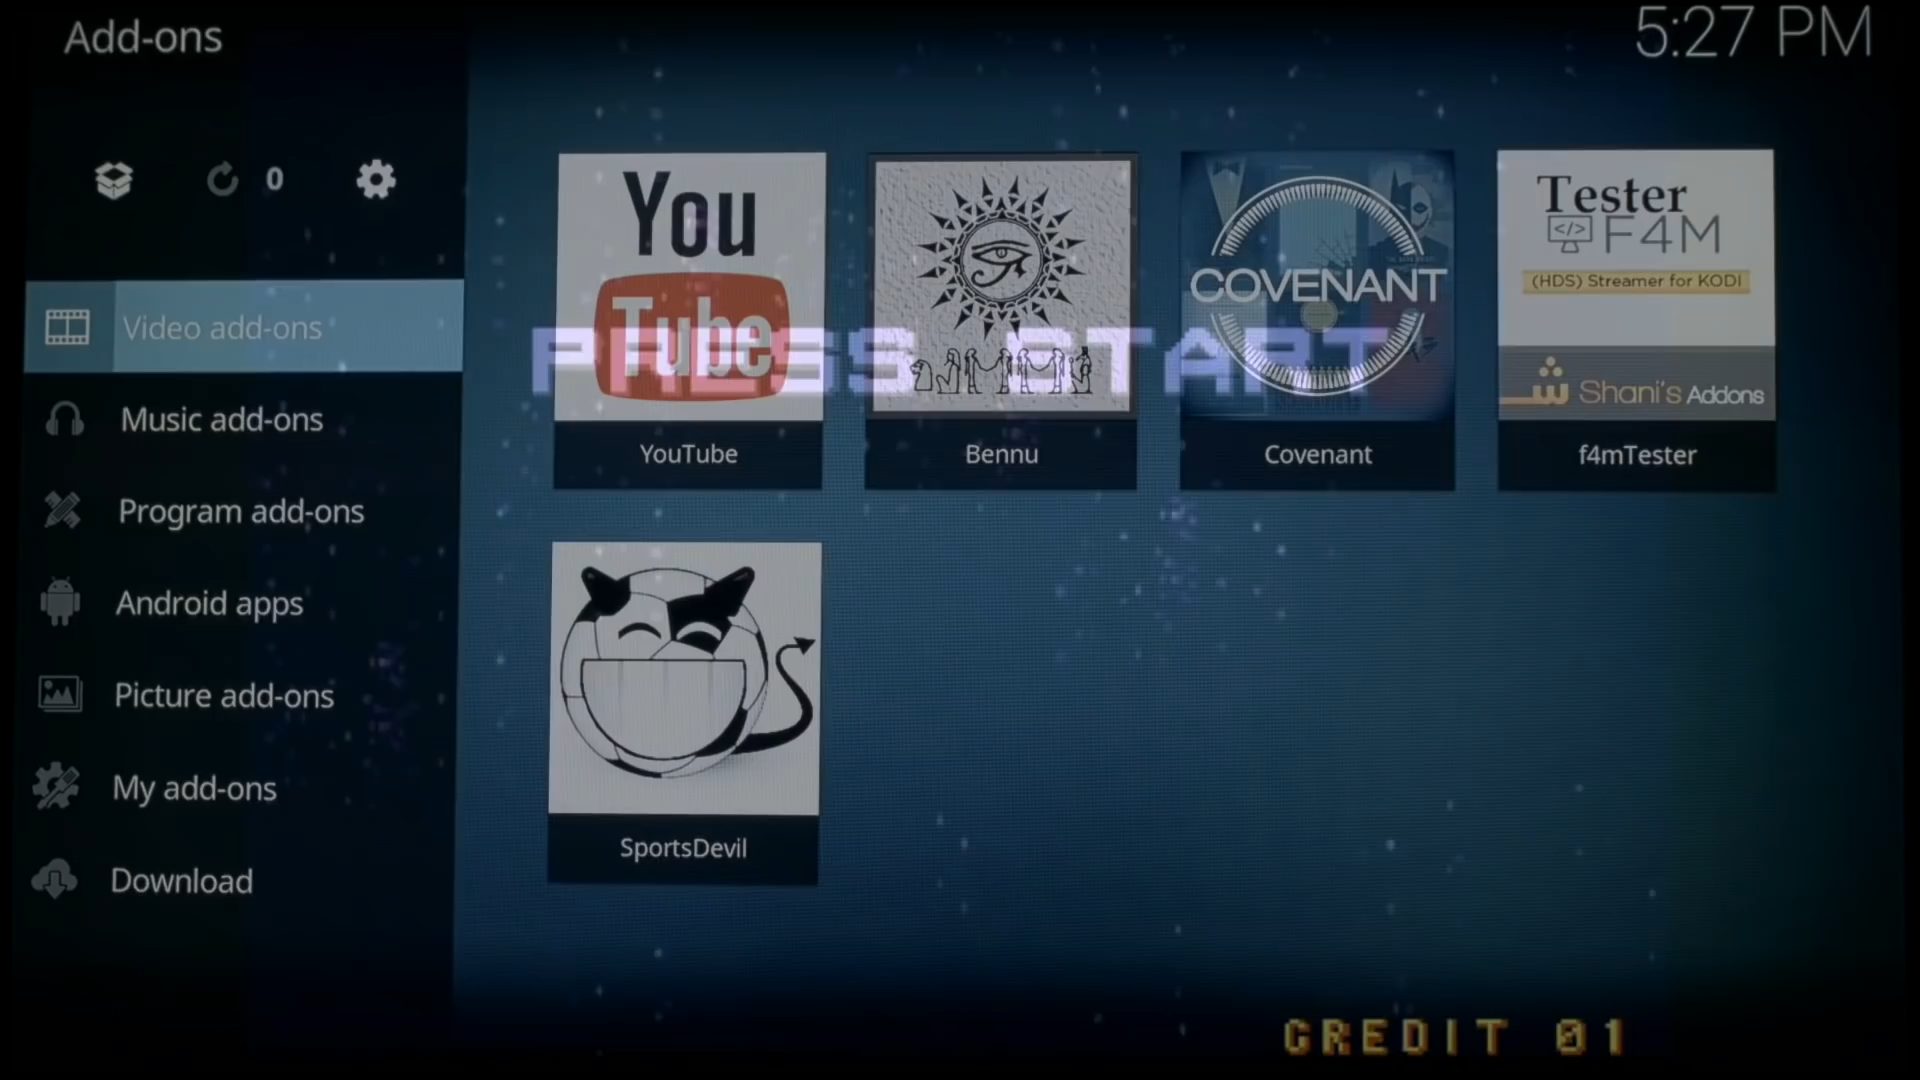 Add-ons
5:27 PM
0
Video add-ons
Music add-ons
Program add-ons
Android apps
Picture add-ons
My add-ons
Download
You
Tube
YouTube
Bennu
COVENANT
Covenant
Tester
</> F4M
(HDS) Streamer for KODI
Shani's Addons
f4mTester
PRESS START
SportsDevil
CREDIT 01